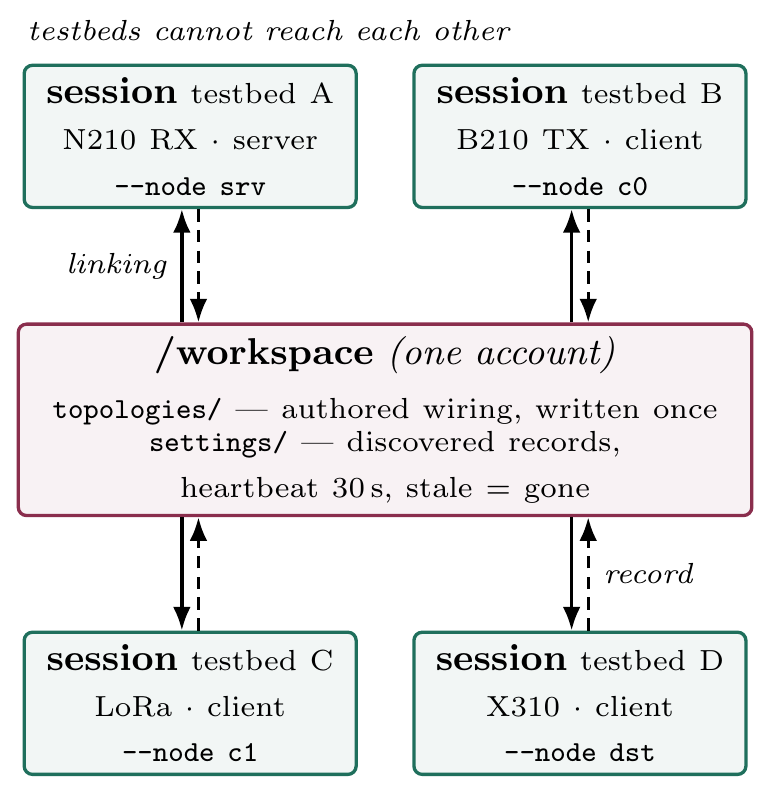 testbeds cannot reach each other
session testbed A
N210 RX · server
--node srv
session testbed B
B210 TX · client
--node c0
linking
/workspace (one account)
topologies/ — authored wiring, written once
settings/ — discovered records,
heartbeat 30 s, stale = gone
record
session testbed C
LoRa · client
--node c1
session testbed D
X310 · client
--node dst